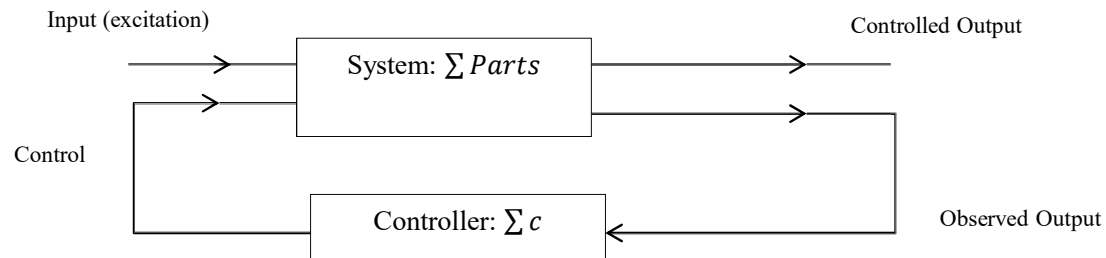 Input (excitation)
Controlled Output
System: ∑ Parts
Control
Controller: ∑ c
Observed Output